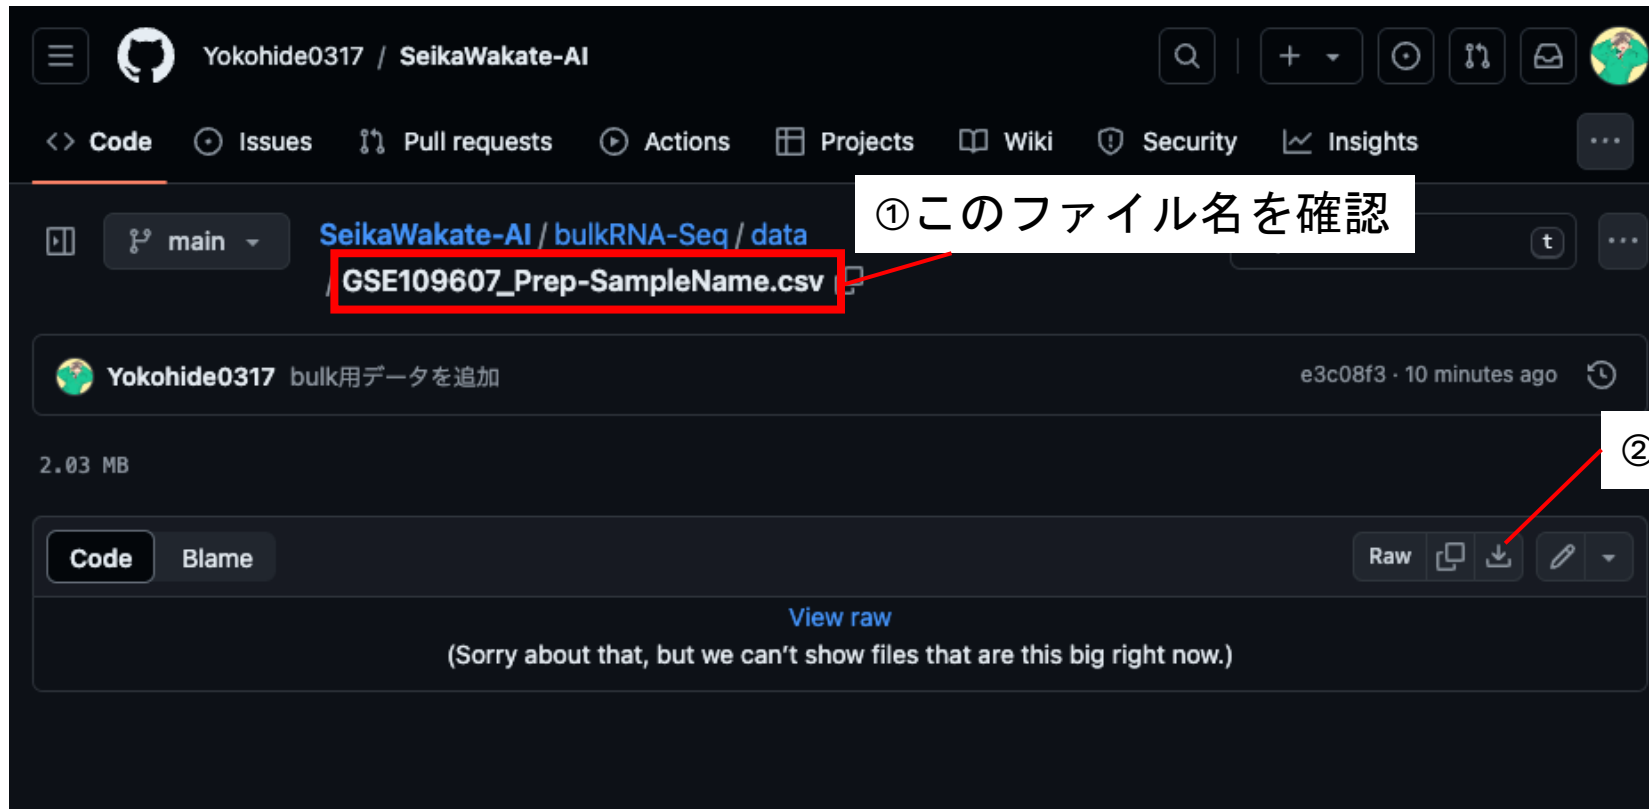 Yokohide0317 / SeikaWakate-AI
Code Issues Pull requests Actions Projects Wiki Security Insights
①このファイル名を確認
main
SeikaWakate-AI / bulkRNA-Seq / data
/ GSE109607_Prep-SampleName.csv
t
Yokohide0317 bulk用データを追加 e3c08f3 · 10 minutes ago
②
2.03 MB
Code Blame Raw
View raw
(Sorry about that, but we can't show files that are this big right now.)